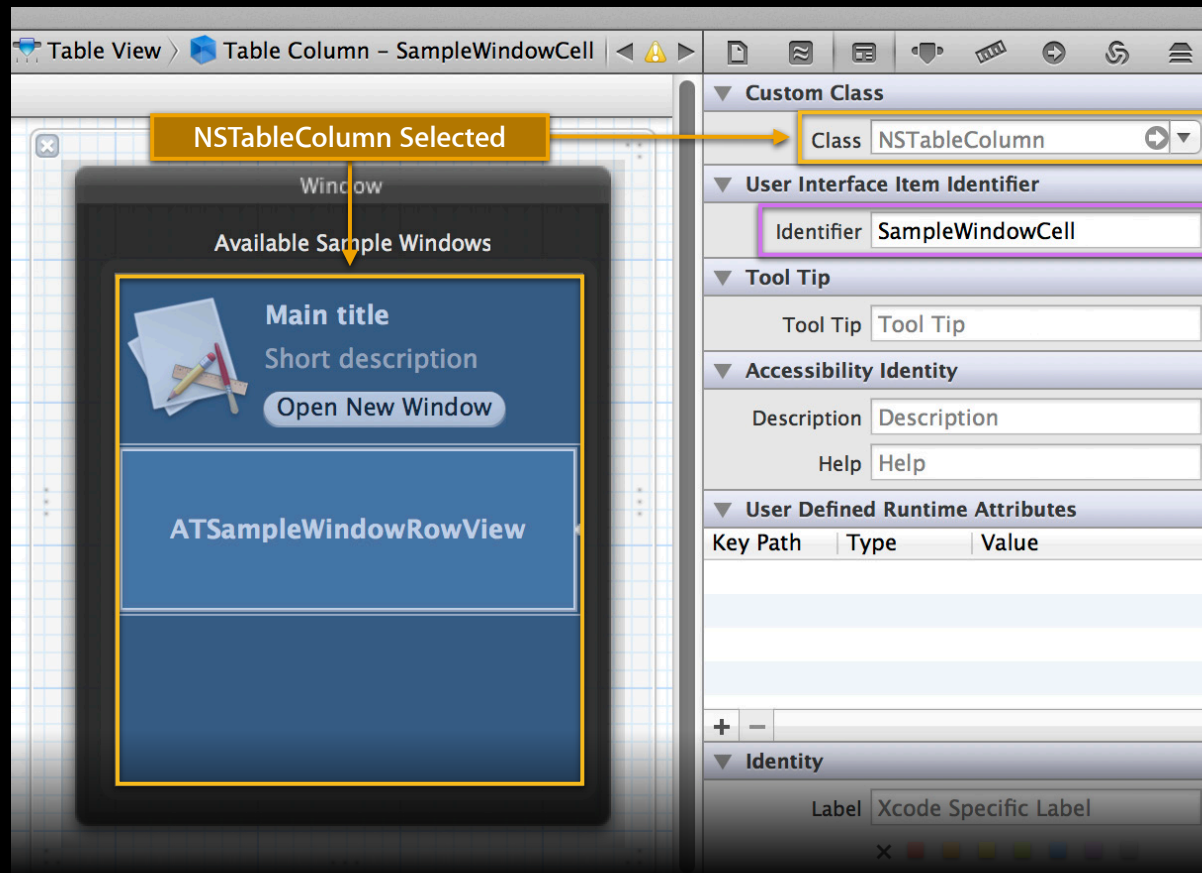 Table View
Table Column – SampleWindowCell
NSTableColumn Selected
Window
Available Sample Windows
Main title
Short description
Open New Window
ATSampleWindowRowView
Custom Class
Class NSTableColumn
User Interface Item Identifier
Identifier SampleWindowCell
Tool Tip
Tool Tip Tool Tip
Accessibility Identity
Description Description
Help Help
User Defined Runtime Attributes
Key Path Type Value
Identity
Label Xcode Specific Label